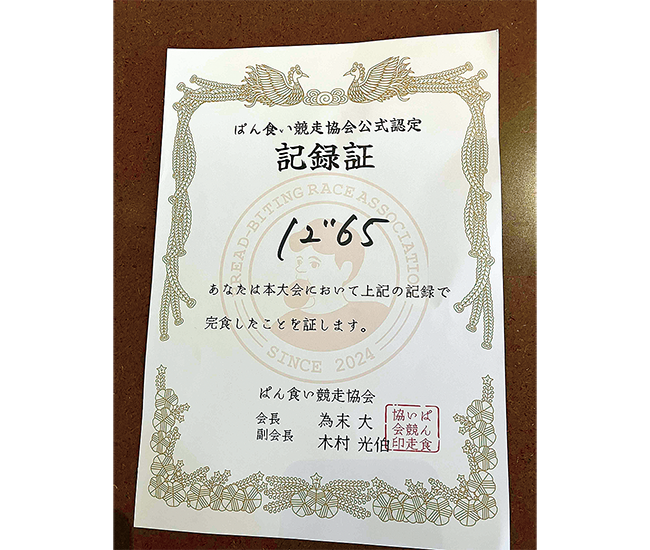 ぱん食い競走協会公式認定
記録証
12"65
BREAD-BITING RACE ASSOCIATION
あなたは本大会において上記の記録で
完食したことを証します。
SINCE 2024
ぱん食い競走協会
会長 為末 大
副会長 木村 光伯
ぱん食
い競走
協会印